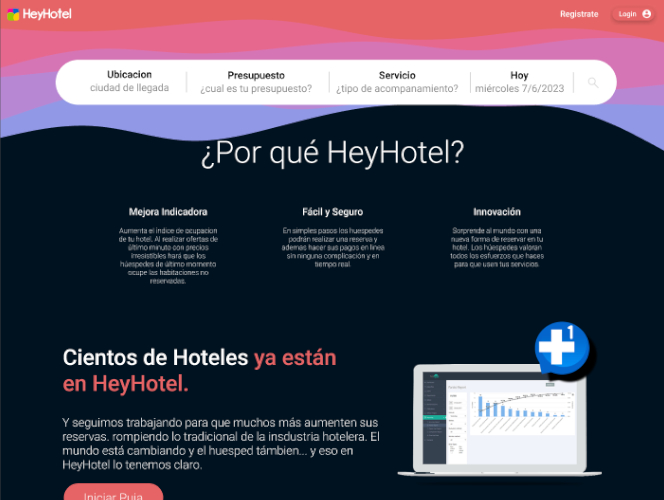 HeyHotel
Registrate
Login
Ubicacion
ciudad de llegada
Presupuesto
¿cual es tu presupuesto?
Servicio
¿tipo de acompanamiento?
Hoy
miércoles 7/6/2023
¿Por qué HeyHotel?
Mejora Indicadora
Aumenta el índice de ocupacion
de tu hotel. Al realizar ofertas de
último minuto con precios
irresistibles hará que los
húespedes de último momento
ocupe las habitaciones no
reservadas.
Fácil y Seguro
En simples pasos los huespedes
podrán realizar una reserva y
además hacer sus pagos en linea
sin ninguna complicación y en
tiempo real.
Innovación
Sorprende al mundo con una
nueva forma de reservar en tu
hotel. Los húespedes valoran
todos los esfuerzos que haces
para que usen tus servicios.
Cientos de Hoteles ya están
en HeyHotel.
Y seguimos trabajando para que muchos más aumenten sus
reservas. rompiendo lo tradicional de la insdustria hotelera. El
mundo está cambiando y el huesped támbien... y eso en
HeyHotel lo tenemos claro.
1
Iniciar Puja